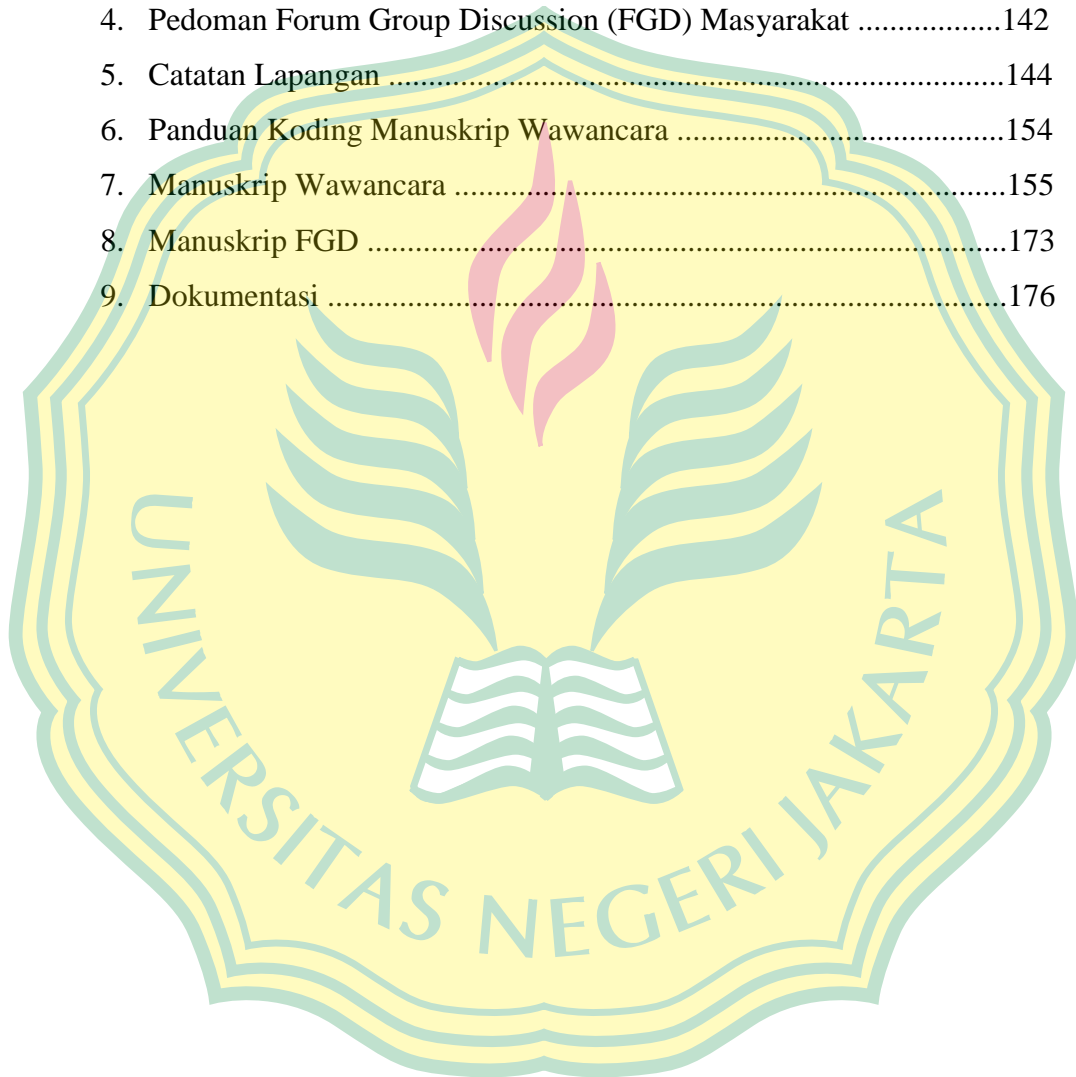 4. Pedoman Forum Group Discussion (FGD) Masyarakat .................142
5. Catatan Lapangan ..........................................................................144
6. Panduan Koding Manuskrip Wawancara .......................................154
7. Manuskrip Wawancara ..................................................................155
8. Manuskrip FGD .............................................................................173
9. Dokumentasi ..................................................................................176
UNIVERSITAS NEGERI JAKARTA